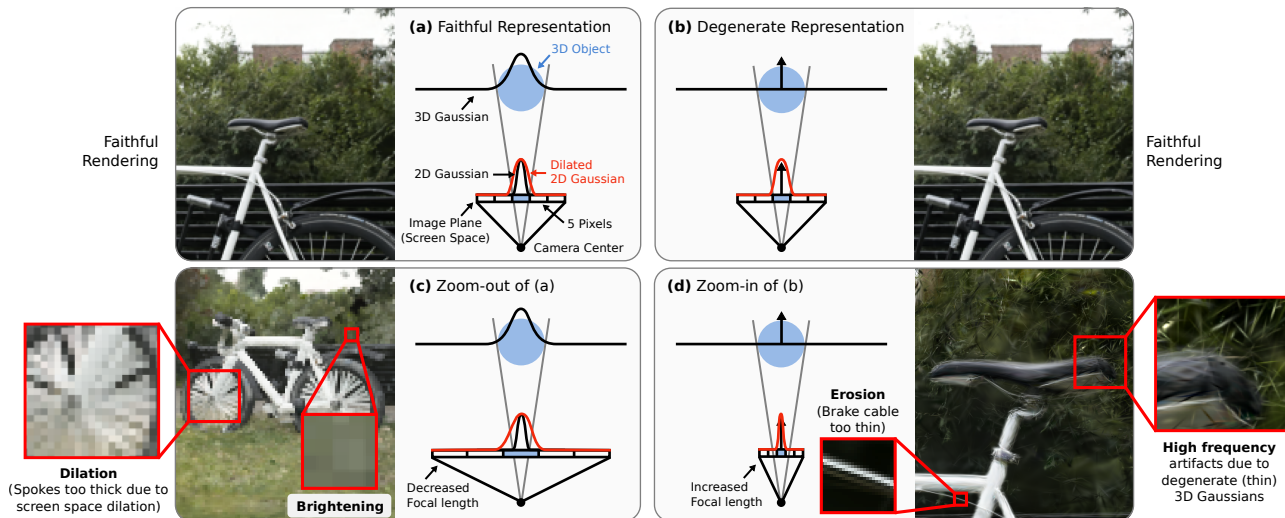 (a) Faithful Representation
3D Object
3D Gaussian
2D Gaussian
Dilated
2D Gaussian
Image Plane
(Screen Space)
5 Pixels
Camera Center
Faithful
Rendering
(b) Degenerate Representation
Faithful
Rendering
(c) Zoom-out of (a)
Decreased
Focal length
Dilation
(Spokes too thick due to
screen space dilation)
Brightening
(d) Zoom-in of (b)
Erosion
(Brake cable
too thin)
Increased
Focal length
High frequency
artifacts due to
degenerate (thin)
3D Gaussians